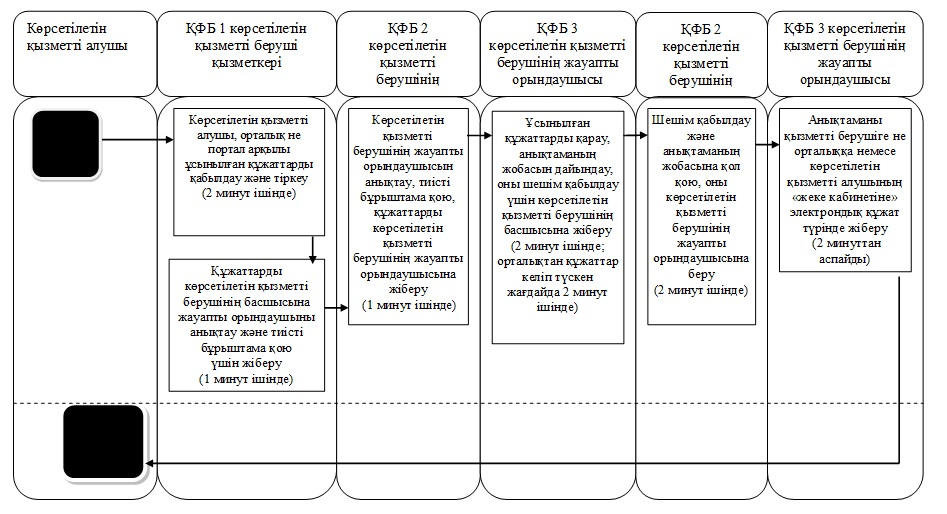 Көрсетілетін
қызметті алушы
ҚФБ 1 көрсетілетін
қызметті беруші
қызметкері
ҚФБ 2
көрсетілетін
қызметті
берушінің
ҚФБ 3
көрсетілетін қызметті
берушінің жауапты
орындаушысы
ҚФБ 2
көрсетілетін
қызметті
берушінің
ҚФБ 3 көрсетілетін
қызметті берушінің
жауапты
орындаушысы
Көрсетілетін қызметті
алушы, орталық не
портал арқылы
ұсынылған құжаттарды
қабылдау және тіркеу
(2 минут ішінде)
Құжаттарды
көрсетілетін қызметті
берушінің басшысына
жауапты орындаушыны
анықтау және тиісті
бұрыштама қою
үшін жіберу
(1 минут ішінде)
Көрсетілетін
қызметті
берушінің жауапты
орындаушысын
анықтау, тиісті
бұрыштама қою,
құжаттарды
көрсетілетін
қызметті
берушінің жауапты
орындаушысына
жіберу
(1 минут ішінде)
Ұсынылған
құжаттарды қарау,
анықтаманың
жобасын дайындау,
оны шешім қабылдау
үшін көрсетілетін
қызметті берушінің
басшысына жіберу
(2 минут ішінде;
орталықтан құжаттар
келіп түскен
жағдайда 2 минут
ішінде)
Шешім қабылдау
және
анықтаманың
жобасына қол
қою, оны
көрсетілетін
қызметті
берушінің
жауапты
орындаушысына
беру
(2 минут ішінде)
Анықтаманы
қызметті берушіге не
орталыққа немесе
көрсетілетін
қызметті алушының
«жеке кабинетіне»
электрондық құжат
түрінде жіберу
(2 минуттан
аспайды)